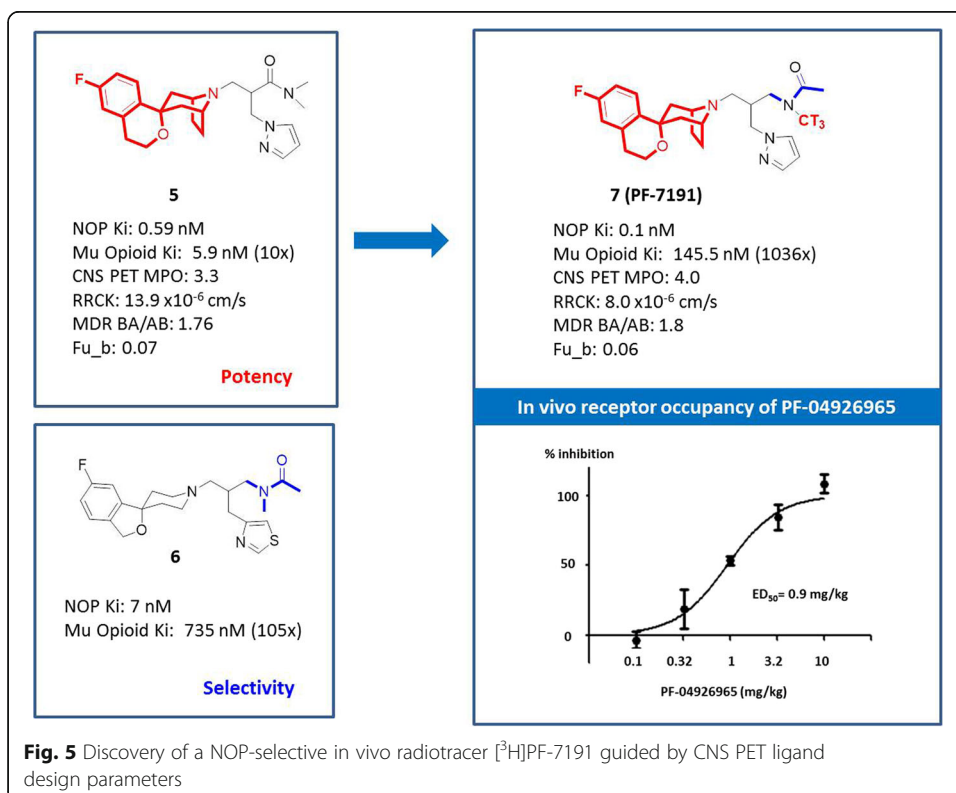 F
N
O
O
N
N
N
5
NOP Ki: 0.59 nM
Mu Opioid Ki: 5.9 nM (10x)
CNS PET MPO: 3.3
RRCK: 13.9 x10⁻⁶ cm/s
MDR BA/AB: 1.76
Fu_b: 0.07
Potency
F
N
O
O
N
S
N
6
NOP Ki: 7 nM
Mu Opioid Ki: 735 nM (105x)
Selectivity
F
N
O
O
N
CT₃
N
N
7 (PF-7191)
NOP Ki: 0.1 nM
Mu Opioid Ki: 145.5 nM (1036x)
CNS PET MPO: 4.0
RRCK: 8.0 x10⁻⁶ cm/s
MDR BA/AB: 1.8
Fu_b: 0.06
In vivo receptor occupancy of PF-04926965
% inhibition
100
50
0
ED₅₀= 0.9 mg/kg
0.1 0.32 1 3.2 10
PF-04926965 (mg/kg)
Fig. 5 Discovery of a NOP-selective in vivo radiotracer [³H]PF-7191 guided by CNS PET ligand
design parameters